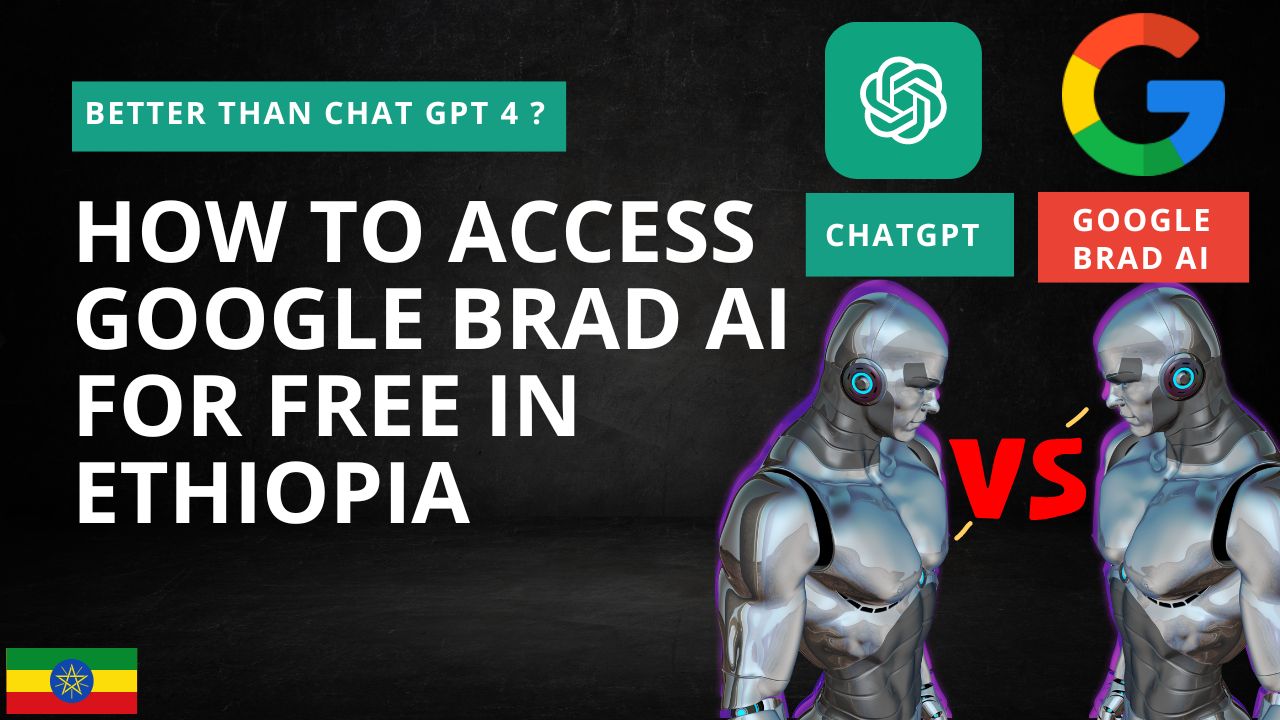 BETTER THAN CHAT GPT 4 ?
HOW TO ACCESS
GOOGLE BRAD AI
FOR FREE IN
ETHIOPIA
CHATGPT
GOOGLE
BRAD AI
VS